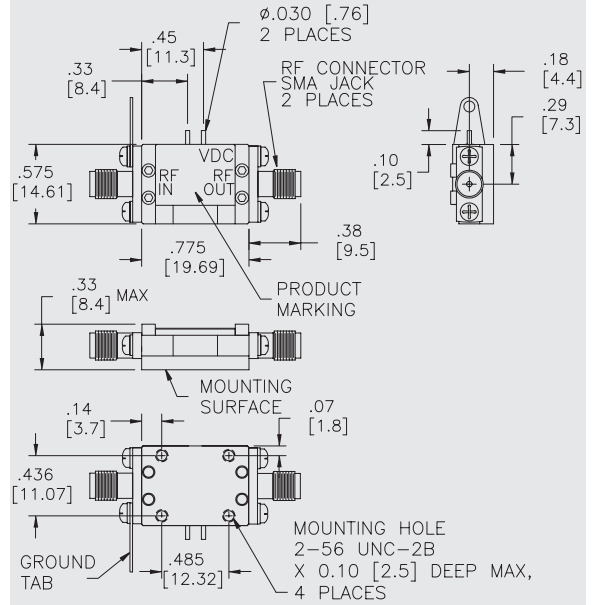 ø.030 [.76]
2 PLACES
.45
[11.3]
.33
[8.4]
RF CONNECTOR
SMA JACK
2 PLACES
.18
[4.4]
.29
[7.3]
.10
[2.5]
VDC
RF
IN
RF
OUT
.575
[14.61]
.38
[9.5]
.775
[19.69]
PRODUCT
MARKING
.33
[8.4] MAX
MOUNTING
SURFACE
.14
[3.7]
.07
[1.8]
.436
[11.07]
GROUND
TAB
.485
[12.32]
MOUNTING HOLE
2-56 UNC-2B
X 0.10 [2.5] DEEP MAX,
4 PLACES